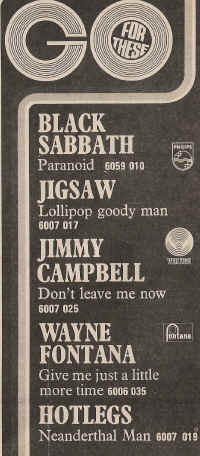 GO
FOR
THESE
BLACK
SABBATH
Paranoid 6059 010
PHILIPS
JIGSAW
Lollipop goody man
6007 017
JIMMY
CAMPBELL
VERTIGO
Don't leave me now
6007 025
WAYNE
FONTANA
fontana
Give me just a little
more time 6006 035
HOTLEGS
Neanderthal Man 6007 019